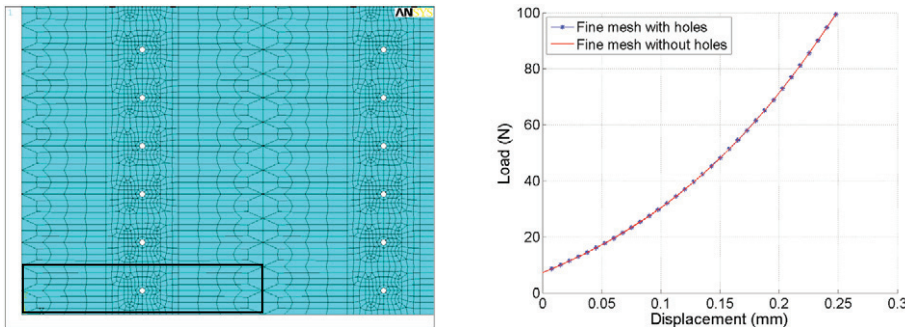 1
ANSYS
Fine mesh with holes
Fine mesh without holes
100
80
60
40
20
0
Load (N)
0
0.05
0.1
0.15
0.2
0.25
0.3
Displacement (mm)